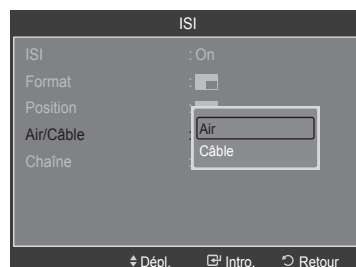 ISI
ISI : On
Format :
Position :
Air/Câble :
Air
Câble
Chaîne :
Dépl. Intro. Retour